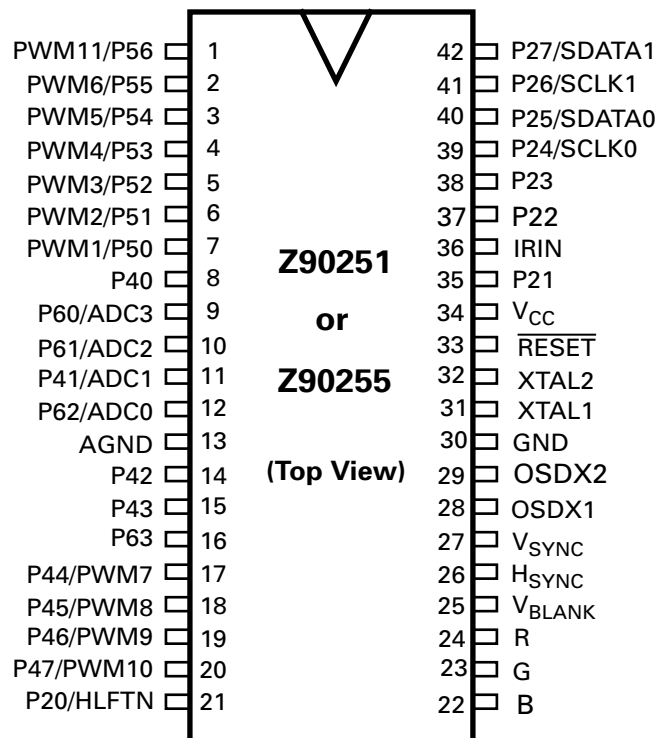 PWM11/P56 1 42 P27/SDATA1
PWM6/P55 2 41 P26/SCLK1
PWM5/P54 3 40 P25/SDATA0
PWM4/P53 4 39 P24/SCLK0
PWM3/P52 5 38 P23
PWM2/P51 6 37 P22
PWM1/P50 7 36 IRIN
P40 8 35 P21
P60/ADC3 9 34 VCC
P61/ADC2 10 33 RESET
P41/ADC1 11 32 XTAL2
P62/ADC0 12 31 XTAL1
AGND 13 30 GND
P42 14 29 OSDX2
P43 15 28 OSDX1
P63 16 27 VSYNC
P44/PWM7 17 26 HSYNC
P45/PWM8 18 25 VBLANK
P46/PWM9 19 24 R
P47/PWM10 20 23 G
P20/HLFTN 21 22 B
Z90251
or
Z90255
(Top View)